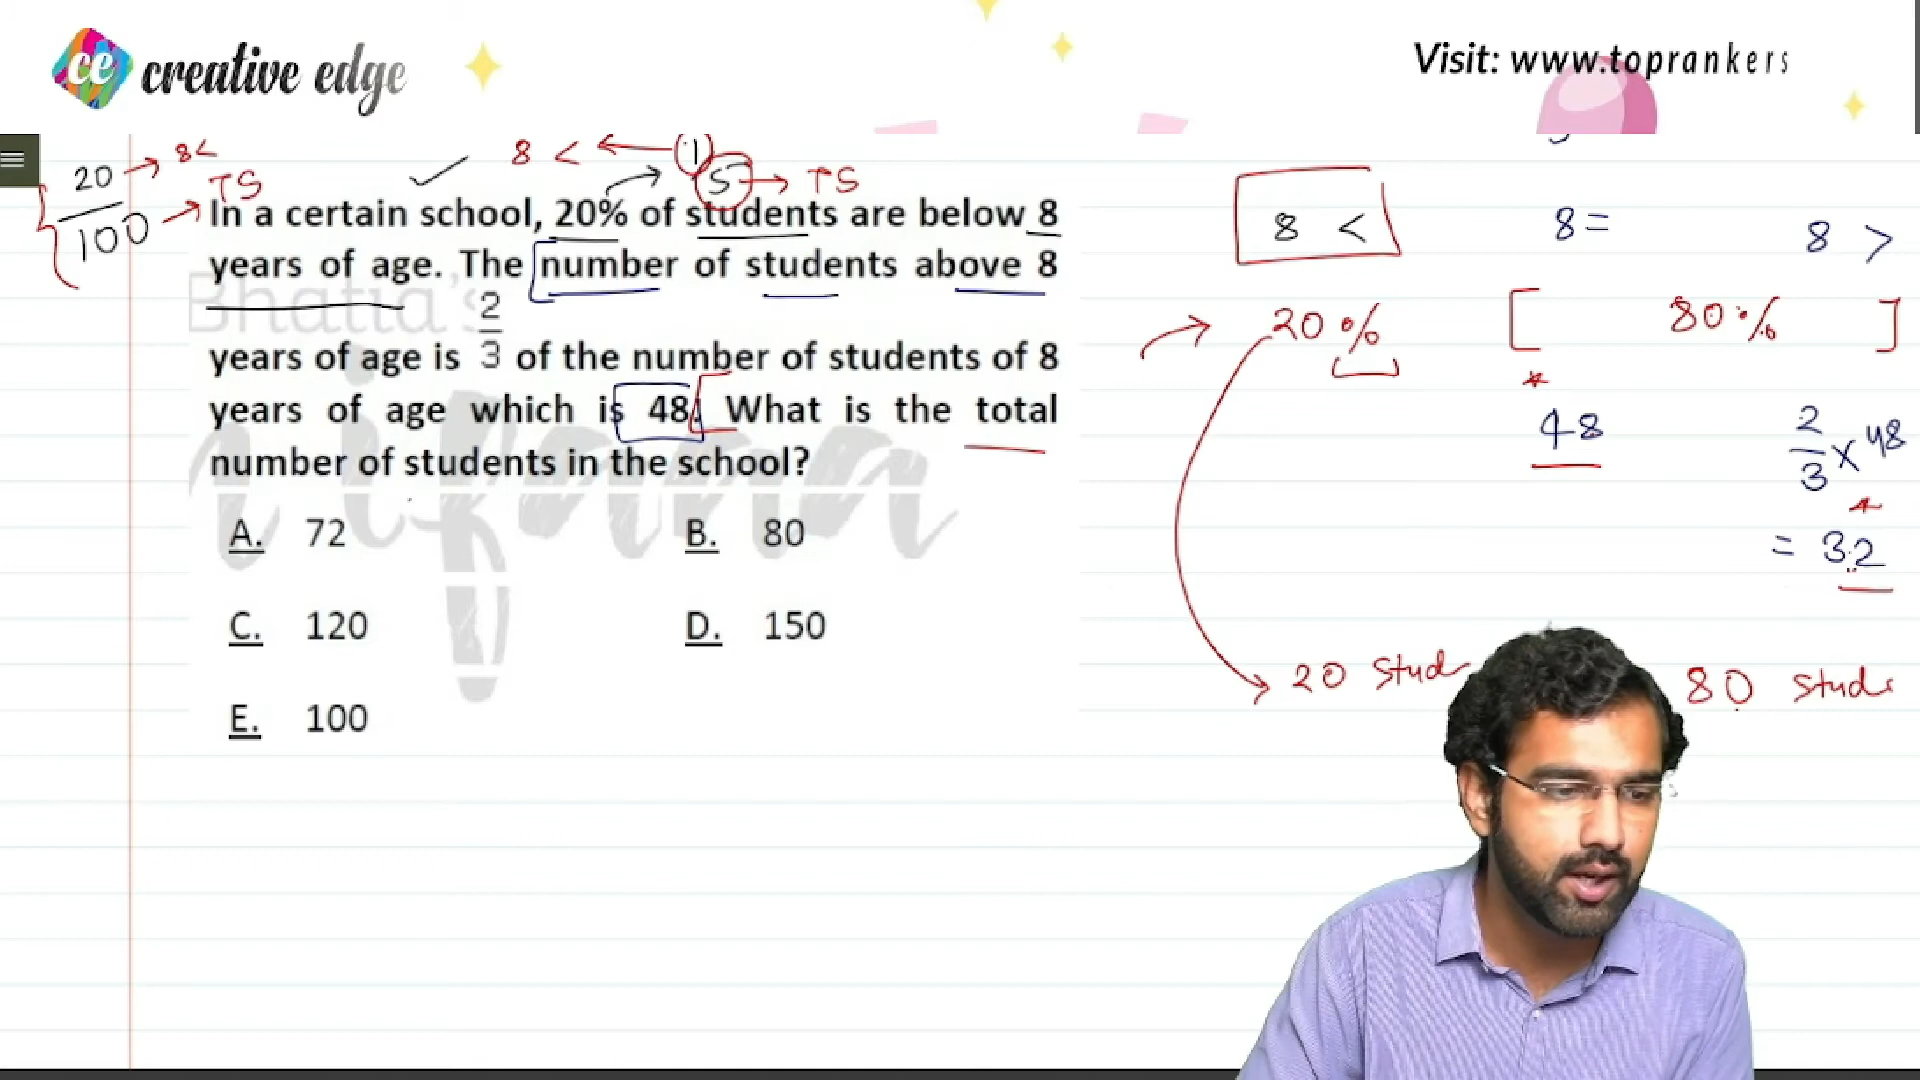 ce creative edge
Visit: www.toprankers
20 → 8<
100 → TS
8 < ← 1
5 → TS
In a certain school, 20% of students are below 8
years of age. The number of students above 8
years of age is 2/3 of the number of students of 8
years of age which is 48. What is the total
number of students in the school?
A. 72
B. 80
C. 120
D. 150
E. 100
8 <
8=
8 >
→ 20%
[ 80% ]
*
48
2/3 × 48
= 32
→ 20 stud
80 stud